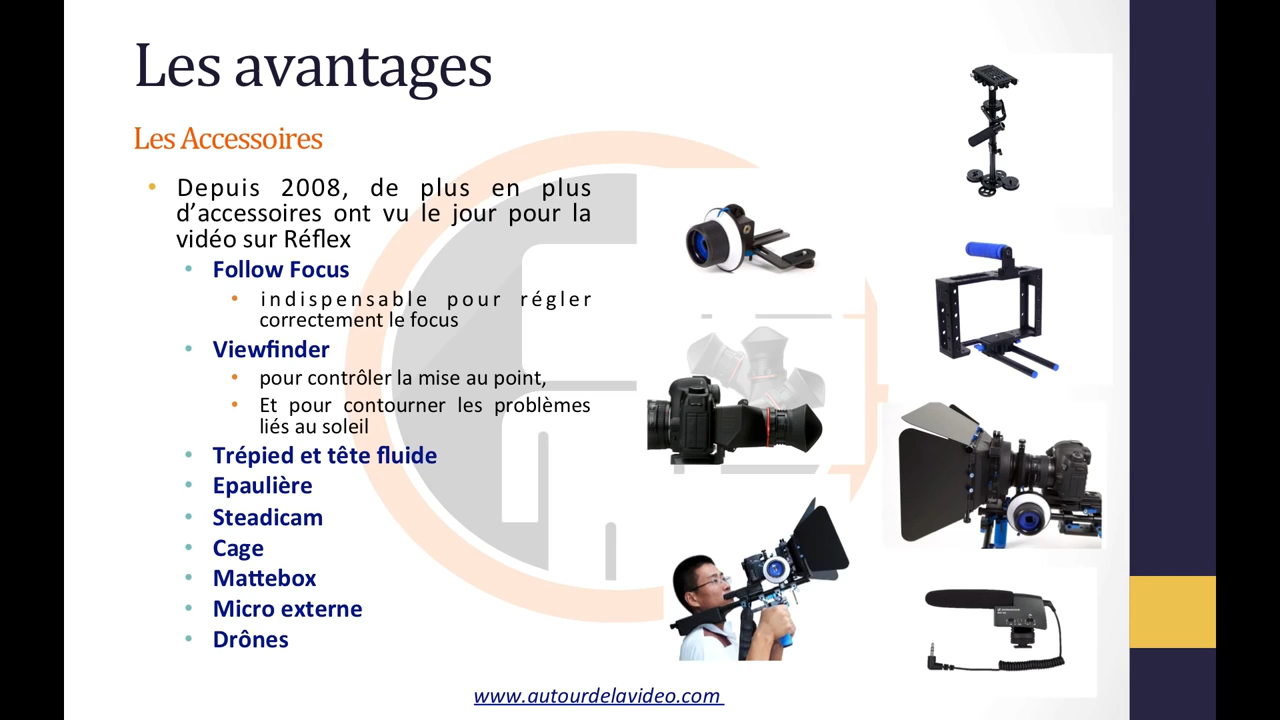 Les avantages
Les Accessoires
• Depuis 2008, de plus en plus
d’accessoires ont vu le jour pour la
vidéo sur Réflex
• Follow Focus
• indispensable pour régler
correctement le focus
• Viewfinder
• pour contrôler la mise au point,
• Et pour contourner les problèmes
liés au soleil
• Trépied et tête fluide
• Epaulière
• Steadicam
• Cage
• Mattebox
• Micro externe
• Drônes
www.autourdelavideo.com